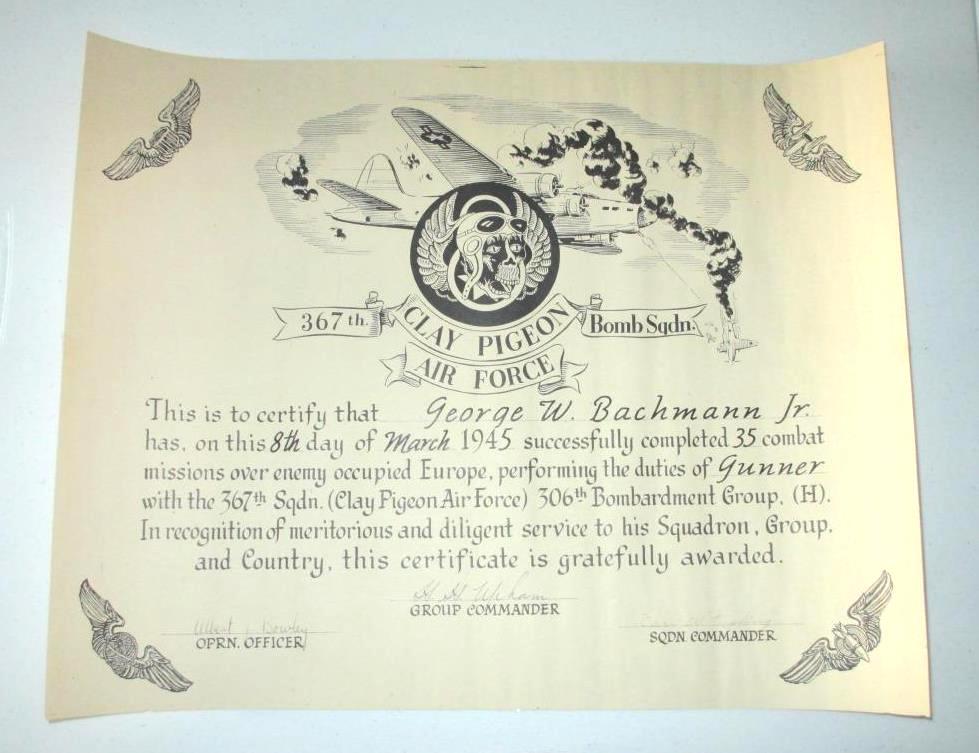 367th. CLAY PIGEON Bomb Sqdn.
AIR FORCE
This is to certify that George W. Bachmann Jr.
has, on this 8th day of March 1945 successfully completed 35 combat
missions over enemy occupied Europe, performing the duties of Gunner
with the 367th Sqdn. (Clay Pigeon Air Force) 306th Bombardment Group, (H).
In recognition of meritorious and diligent service to his Squadron, Group,
and Country, this certificate is gratefully awarded.
GROUP COMMANDER
OPRN. OFFICER
SQDN COMMANDER